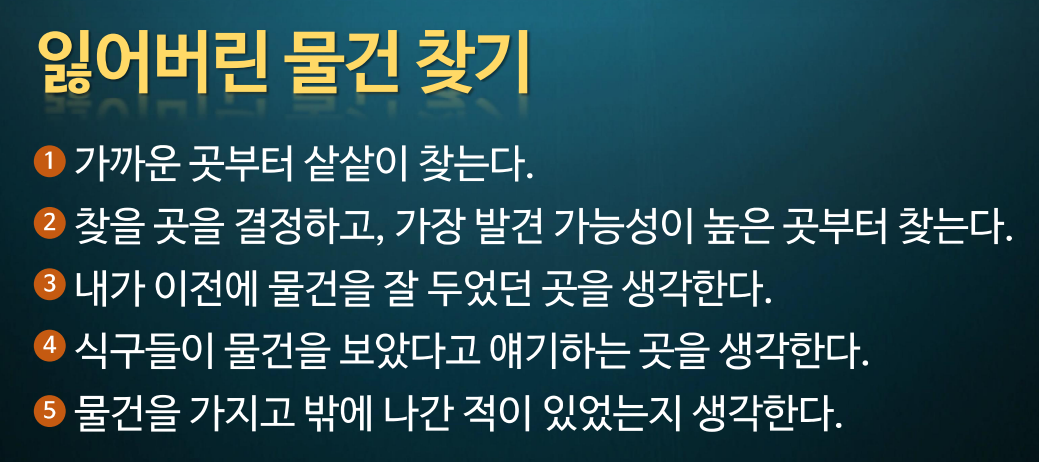 잃어버린 물건 찾기
1 가까운 곳부터 샅샅이 찾는다.
2 찾을 곳을 결정하고, 가장 발견 가능성이 높은 곳부터 찾는다.
3 내가 이전에 물건을 잘 두었던 곳을 생각한다.
4 식구들이 물건을 보았다고 얘기하는 곳을 생각한다.
5 물건을 가지고 밖에 나간 적이 있었는지 생각한다.